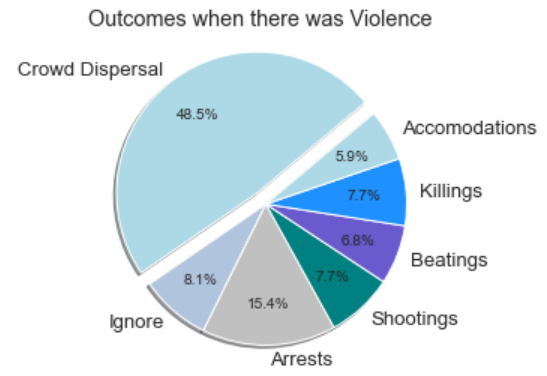 Outcomes when there was Violence
Crowd Dispersal
48.5%
Accomodations
5.9%
Killings
7.7%
Beatings
6.8%
Shootings
7.7%
Arrests
15.4%
Ignore
8.1%